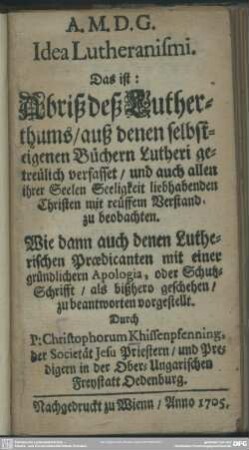 A. M. D. G.
Idea Lutheranismi.
Das ist:
Abriß deß Luther-
thums/ auß denen selbst-
eigenen Büchern Lutheri ge-
treülich verfasset/ und auch allen
ihrer Seelen Seeligkeit liebhabenden
Christen mit reüffem Verstand
zu beobachten.
Wie dann auch denen Luthe-
rischen Prædicanten mit einer
gründlichern Apologia, oder Schutz-
Schrifft/ als bißhero geschehen/
zu beantworten vorgestellt.
Durch
P: Christophorum Khissenpfenning,
der Societät Jesu Priestern/ und Pre-
digern in der Ober-Ungarischen
Freystatt Oedenburg.
Nachgedruckt zu Wienn/ Anno 1705.